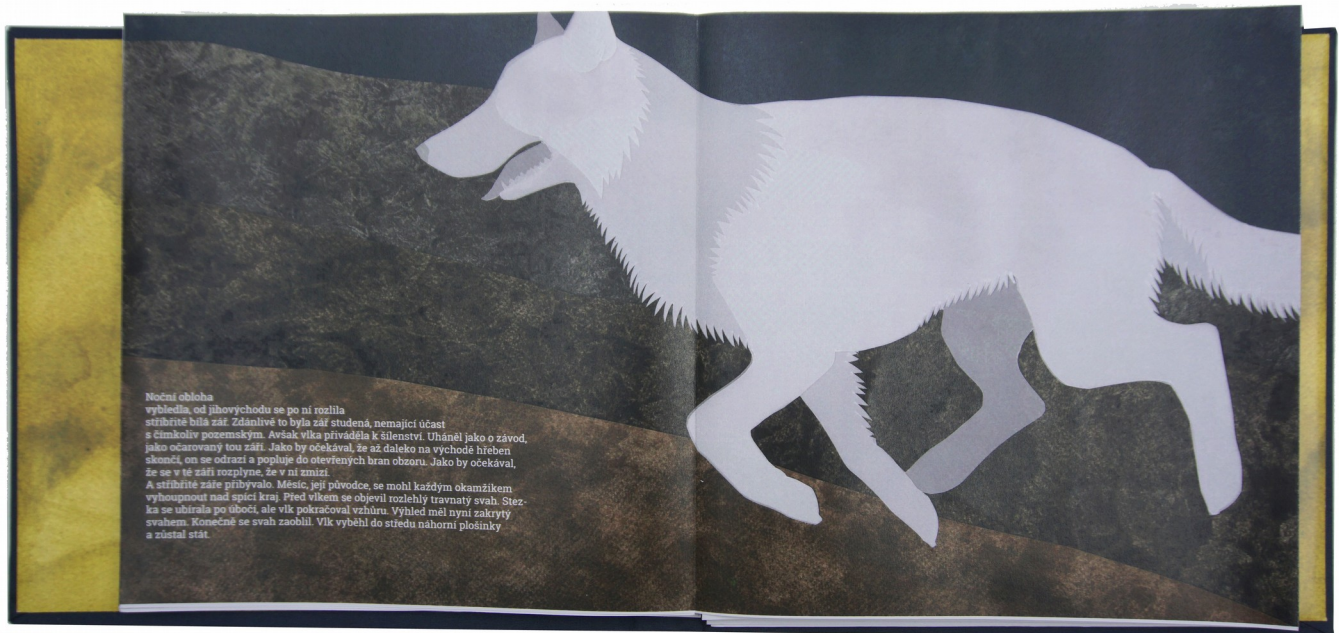 Noční obloha
vybledla, od jihovýchodu se po ní rozlila
stříbřitě bílá zář. Zdánlivě to byla zář studená, nemající účast
s čímkoliv pozemským. Avšak vlka přiváděla k šílenství. Uháněl jako o závod,
jako očarovaný tou září. Jako by očekával, že až daleko na východě hřeben
skončí, on se odrazí a popluje do otevřených bran obzoru. Jako by očekával,
že se v té záři rozplyne, že v ní zmizí.
A stříbřité záře přibývalo. Měsíc, její původce, se mohl každým okamžikem
vyhoupnout nad spící kraj. Před vlkem se objevil rozlehlý travnatý svah. Stez-
ka se ubírala po úbočí, ale vlk pokračoval vzhůru. Výhled měl nyní zakrytý
svahem. Konečně se svah zaoblil. Vlk vyběhl do středu náhorní plošinky
a zůstal stát.